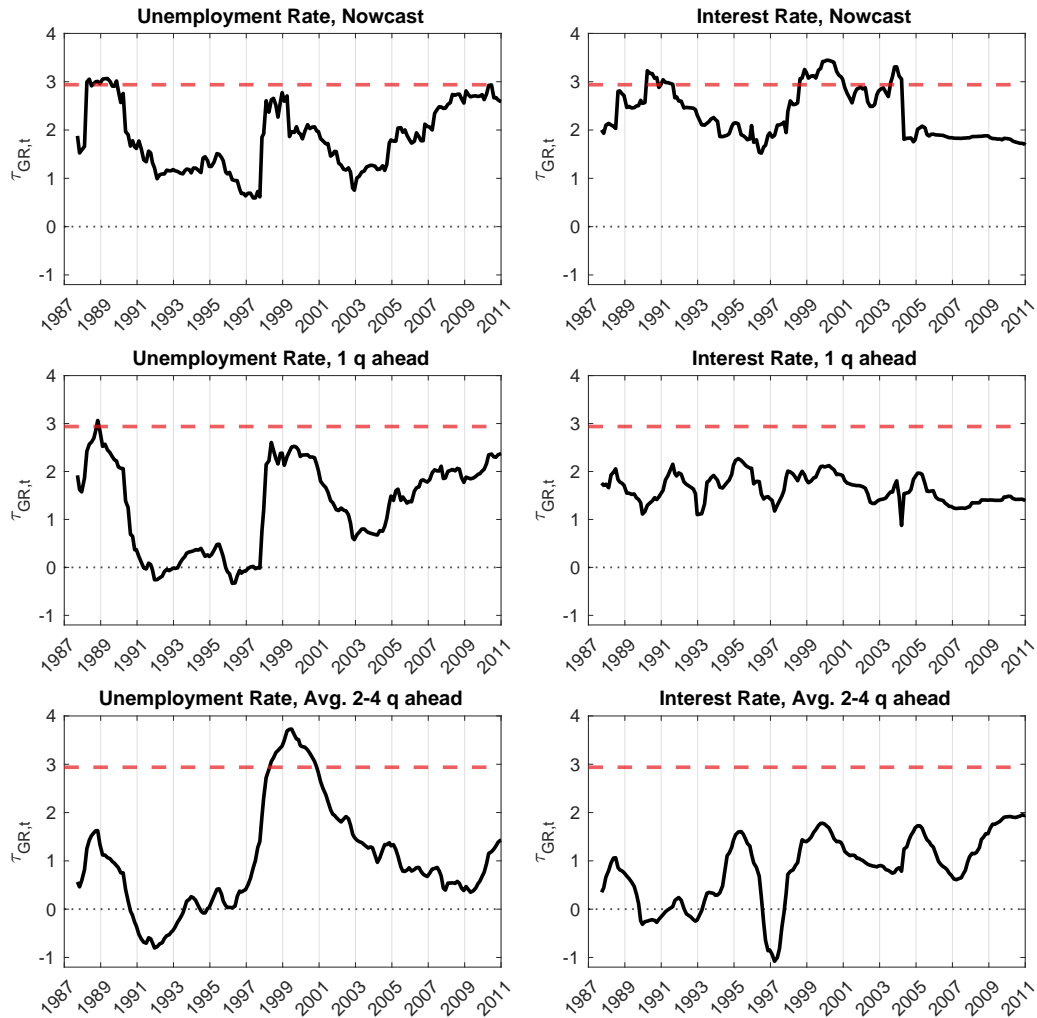 Unemployment Rate, Nowcast
4
3
2
1
0
-1
τGR,t
1987 1989 1991 1993 1995 1997 1999 2001 2003 2005 2007 2009 2011
Interest Rate, Nowcast
4
3
2
1
0
-1
τGR,t
1987 1989 1991 1993 1995 1997 1999 2001 2003 2005 2007 2009 2011
Unemployment Rate, 1 q ahead
4
3
2
1
0
-1
τGR,t
1987 1989 1991 1993 1995 1997 1999 2001 2003 2005 2007 2009 2011
Interest Rate, 1 q ahead
4
3
2
1
0
-1
τGR,t
1987 1989 1991 1993 1995 1997 1999 2001 2003 2005 2007 2009 2011
Unemployment Rate, Avg. 2-4 q ahead
4
3
2
1
0
-1
τGR,t
1987 1989 1991 1993 1995 1997 1999 2001 2003 2005 2007 2009 2011
Interest Rate, Avg. 2-4 q ahead
4
3
2
1
0
-1
τGR,t
1987 1989 1991 1993 1995 1997 1999 2001 2003 2005 2007 2009 2011